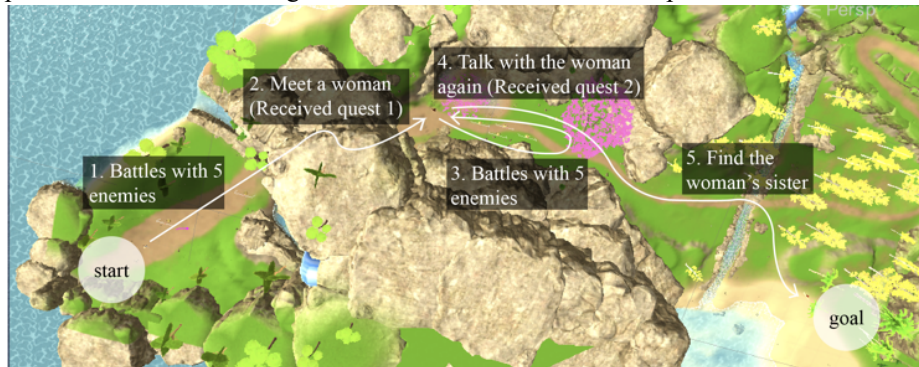 Persp
2. Meet a woman
(Received quest 1)
4. Talk with the woman
again (Received quest 2)
1. Battles with 5
enemies
3. Battles with 5
enemies
5. Find the
woman's sister
start
goal